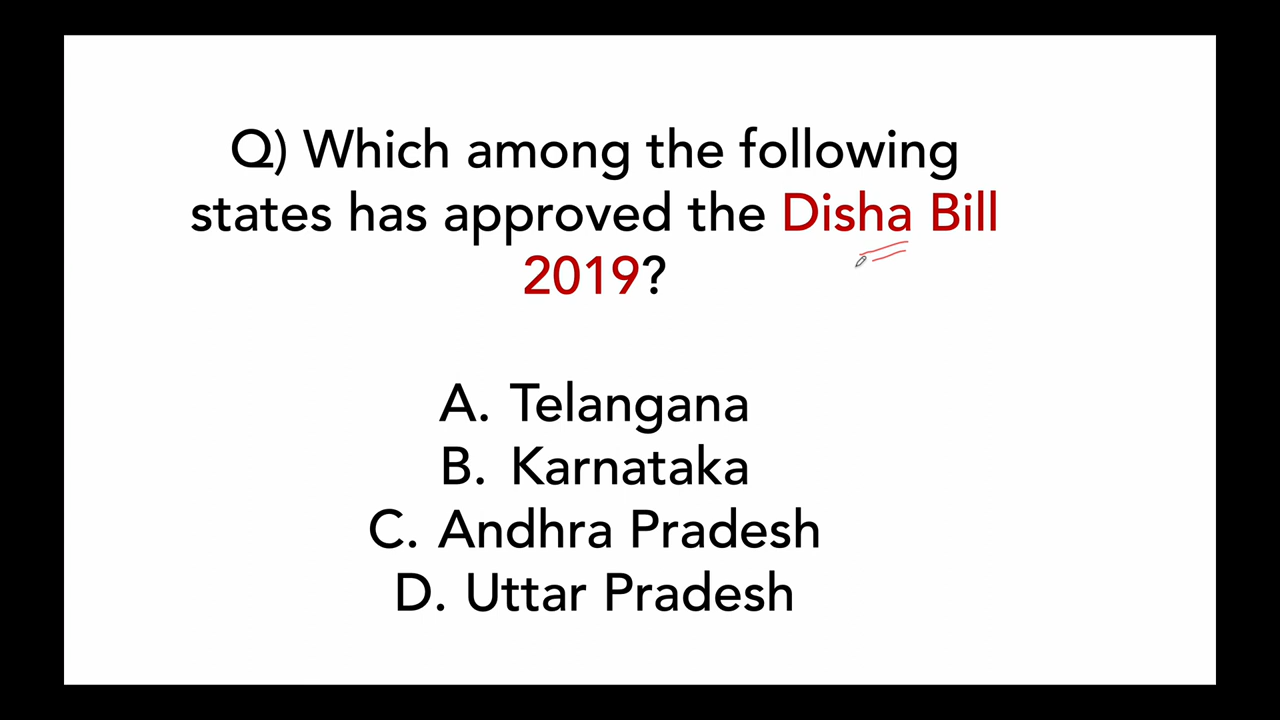 Q) Which among the following
states has approved the Disha Bill
2019?
A. Telangana
B. Karnataka
C. Andhra Pradesh
D. Uttar Pradesh